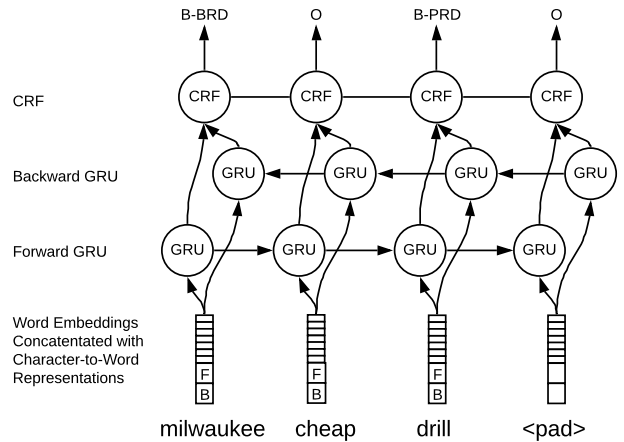 B-BRD O B-PRD O
CRF CRF CRF CRF CRF
Backward GRU GRU GRU GRU GRU
Forward GRU GRU GRU GRU GRU
Word Embeddings
Concatentated with
Character-to-Word
Representations
F F F
B B B
milwaukee cheap drill <pad>